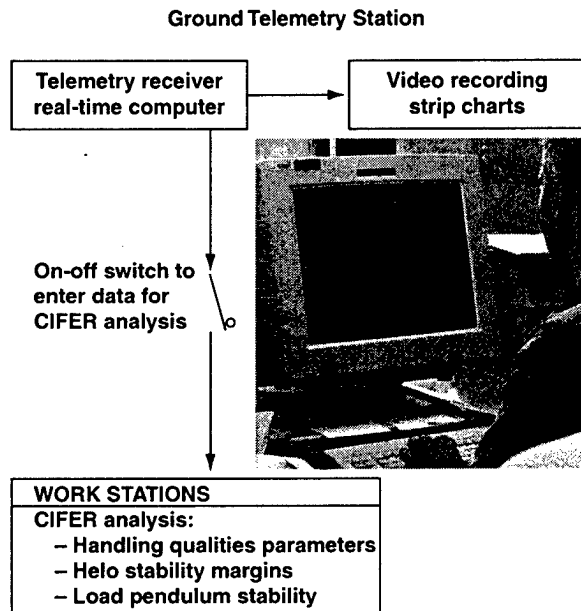 Ground Telemetry Station
Telemetry receiver
real-time computer
Video recording
strip charts
On-off switch to
enter data for
CIFER analysis
WORK STATIONS
CIFER analysis:
– Handling qualities parameters
– Helo stability margins
– Load pendulum stability